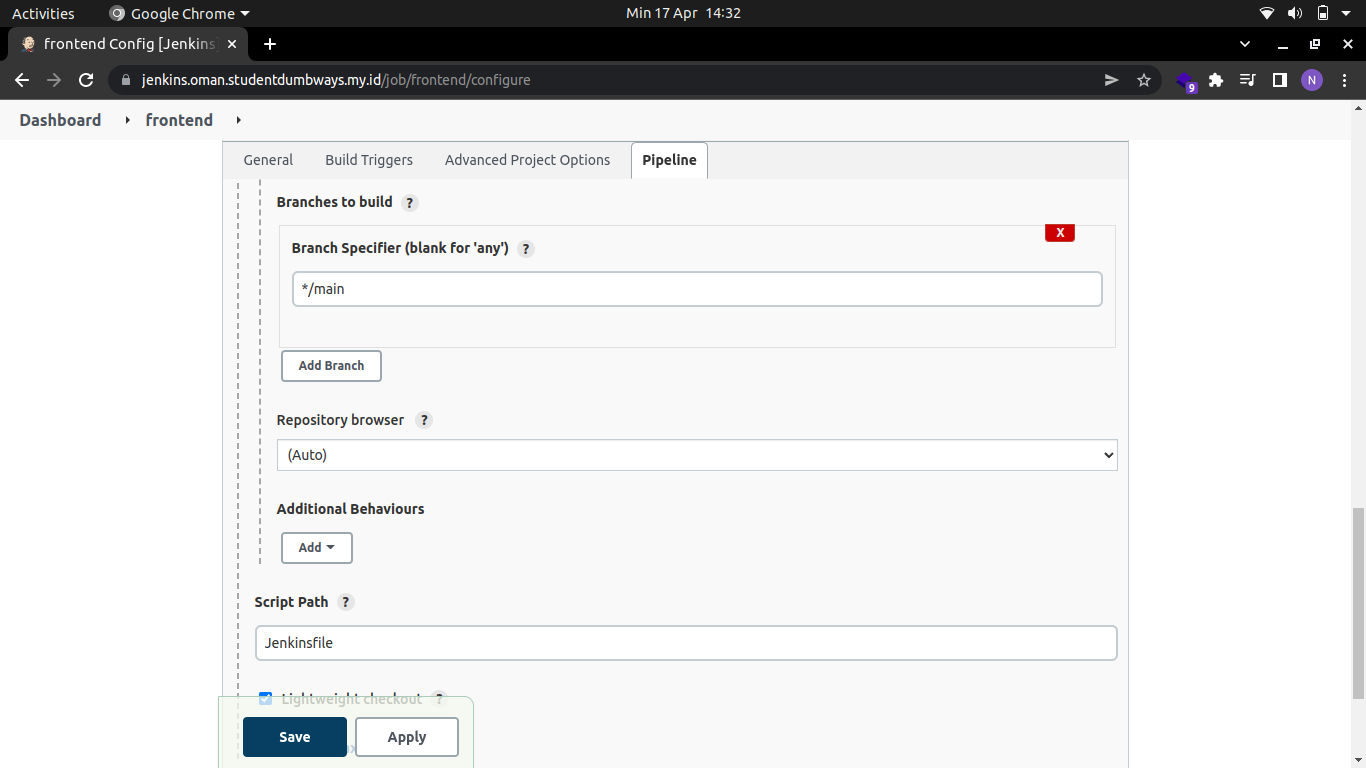 Activities Google Chrome Min 17 Apr 14:32
frontend Config [Jenkins]
jenkins.oman.studentdumbways.my.id/job/frontend/configure 9 N
Dashboard frontend
General Build Triggers Advanced Project Options Pipeline
Branches to build ?
X
Branch Specifier (blank for 'any') ?
*/main
Add Branch
Repository browser ?
(Auto)
Additional Behaviours
Add
Script Path ?
Jenkinsfile
Lightweight checkout ?
Save Apply